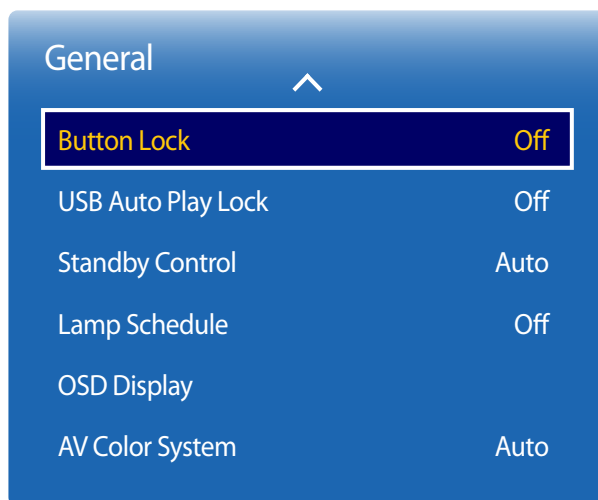 General
Button Lock Off
USB Auto Play Lock Off
Standby Control Auto
Lamp Schedule Off
OSD Display
AV Color System Auto